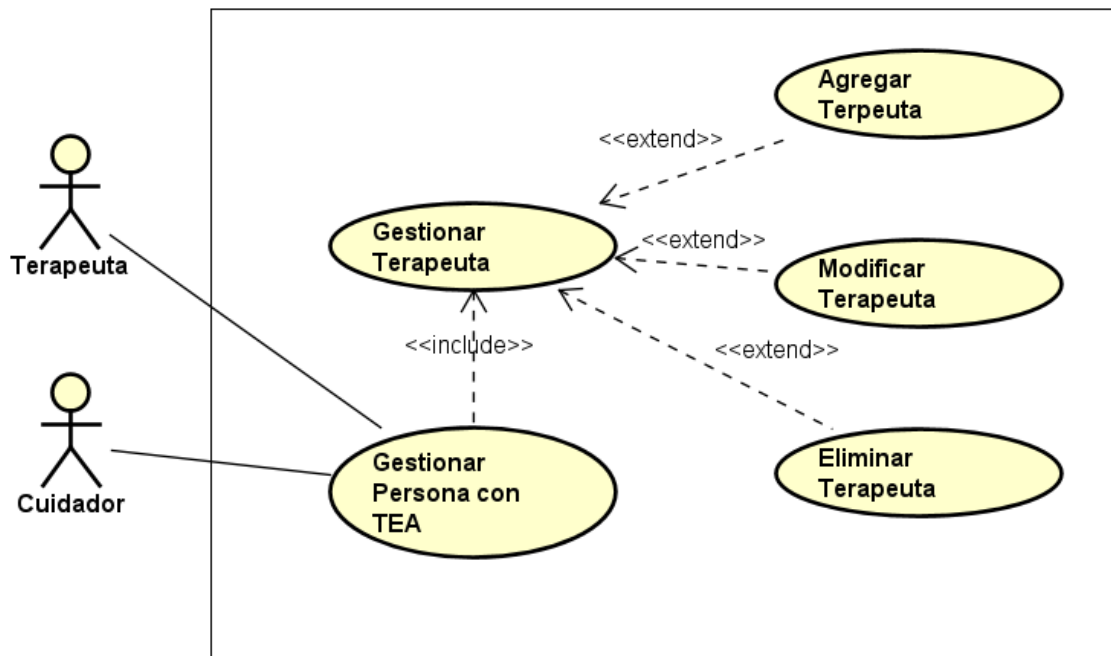 Agregar
Terpeuta
<<extend>>
Gestionar
Terapeuta
<<extend>>
Modificar
Terapeuta
Terapeuta
<<include>>
<<extend>>
Gestionar
Persona con
TEA
Eliminar
Terapeuta
Cuidador